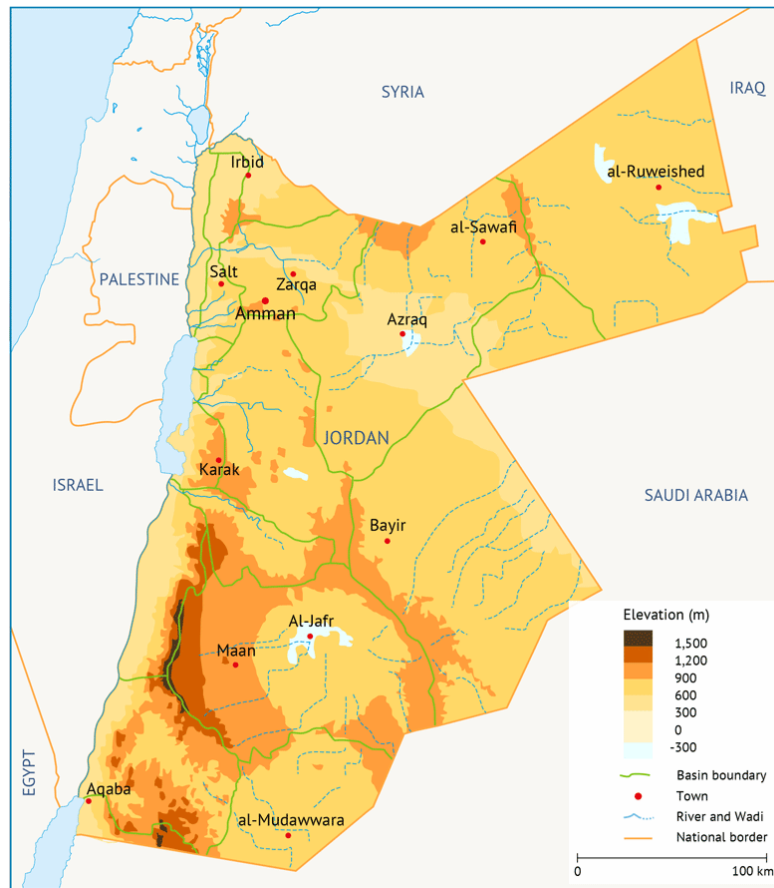 SYRIA
IRAQ
Irbid
al-Ruweished
al-Sawafi
PALESTINE
Salt
Zarqa
Amman
Azraq
JORDAN
Karak
ISRAEL
SAUDI ARABIA
Bayir
Al-Jafr
Maan
EGYPT
Aqaba
al-Mudawwara
Elevation (m)
1,500
1,200
900
600
300
0
-300
Basin boundary
Town
River and Wadi
National border
0 100 km